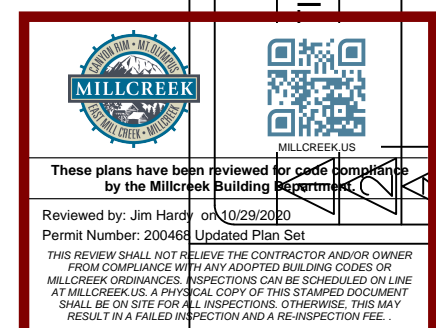 CANYON RIM • MT. OLYMPUS
MILLCREEK
EAST MILL CREEK • MILLCREEK
MILLCREEK.US
These plans have been reviewed for code compliance
by the Millcreek Building Department.
Reviewed by: Jim Hardy on 10/29/2020
Permit Number: 200468 Updated Plan Set
THIS REVIEW SHALL NOT RELIEVE THE CONTRACTOR AND/OR OWNER
FROM COMPLIANCE WITH ANY ADOPTED BUILDING CODES OR
MILLCREEK ORDINANCES. INSPECTIONS CAN BE SCHEDULED ON LINE
AT MILLCREEK.US. A PHYSICAL COPY OF THIS STAMPED DOCUMENT
SHALL BE ON SITE FOR ALL INSPECTIONS. OTHERWISE, THIS MAY
RESULT IN A FAILED INSPECTION AND A RE-INSPECTION FEE. .